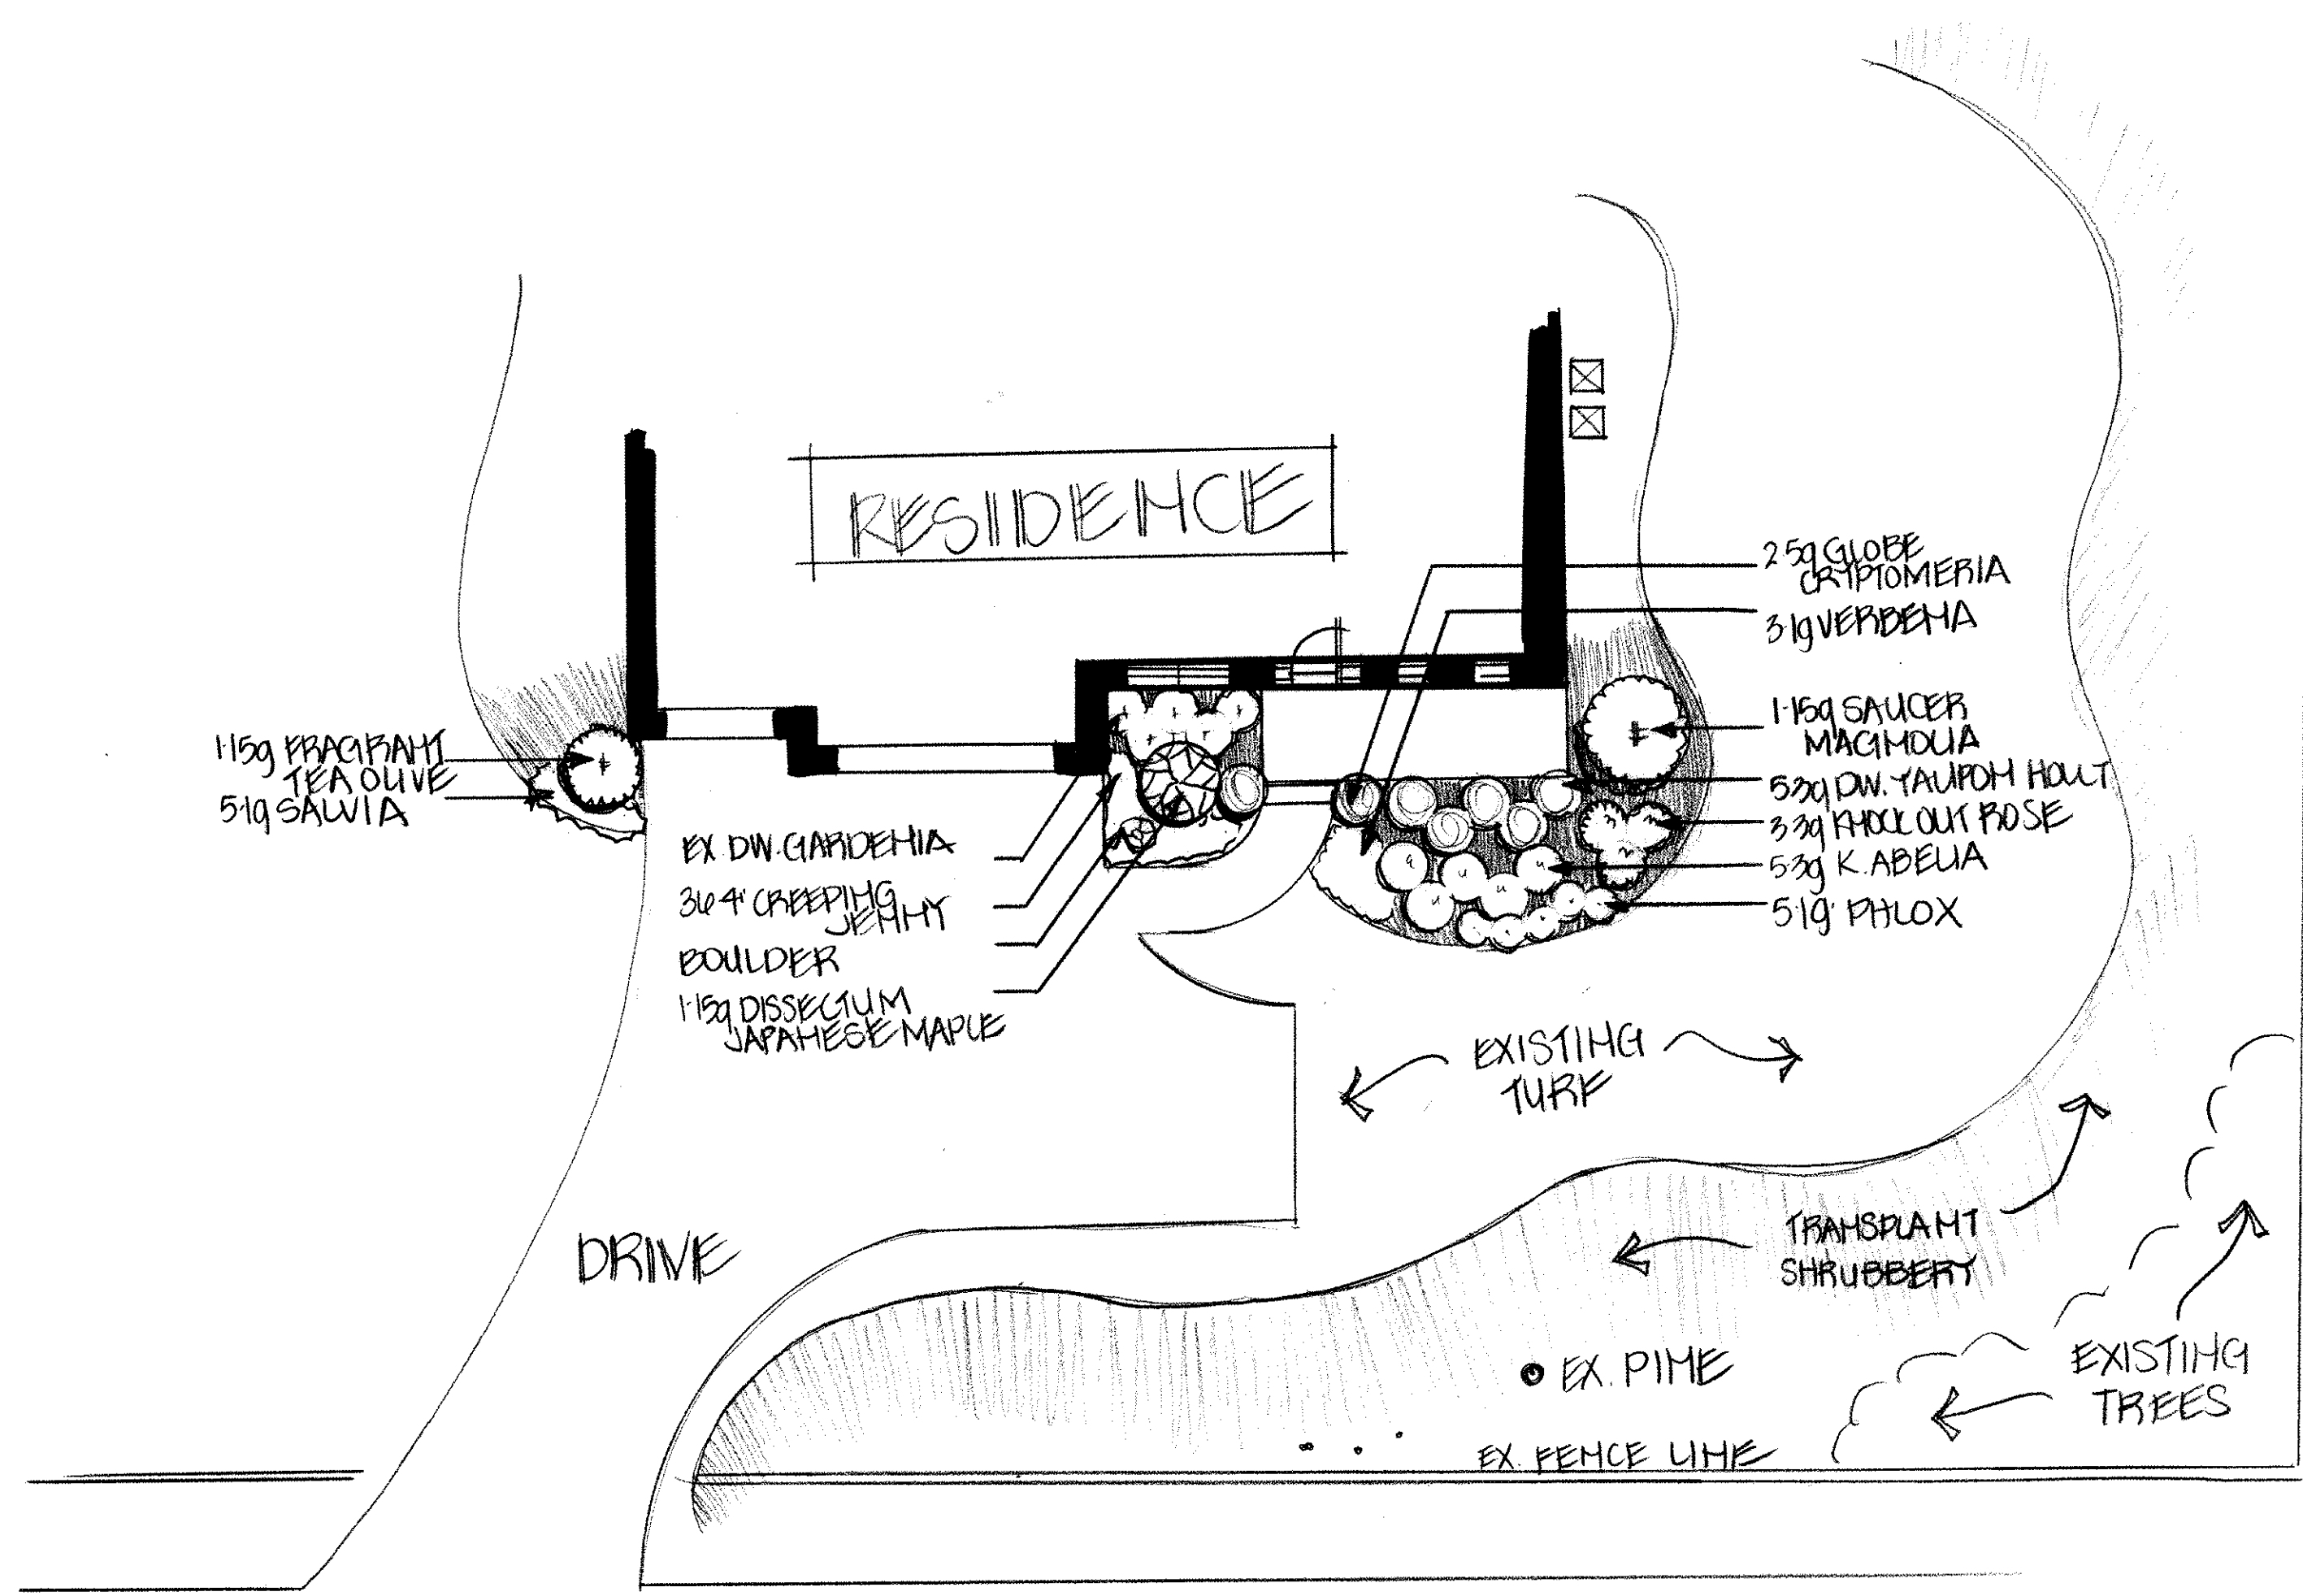 RESIDENCE
2·5g GLOBE
CRYPTOMERIA
3·1g VERBENA
1·15g SAUCER
MAGNOLIA
5·3g DW. YAUPON HOLLY
3·3g KNOCK OUT ROSE
5·3g K. ABELIA
5·1g PHLOX
1·15g FRAGRANT
TEA OLIVE
5·1g SALVIA
EX. DW. GARDENIA
36·4" CREEPING
JENNY
BOULDER
1·15g DISSECTUM
JAPANESE MAPLE
EXISTING
TURF
DRIVE
TRANSPLANT
SHRUBBERY
EX. PINE
EXISTING
TREES
EX. FENCE LINE